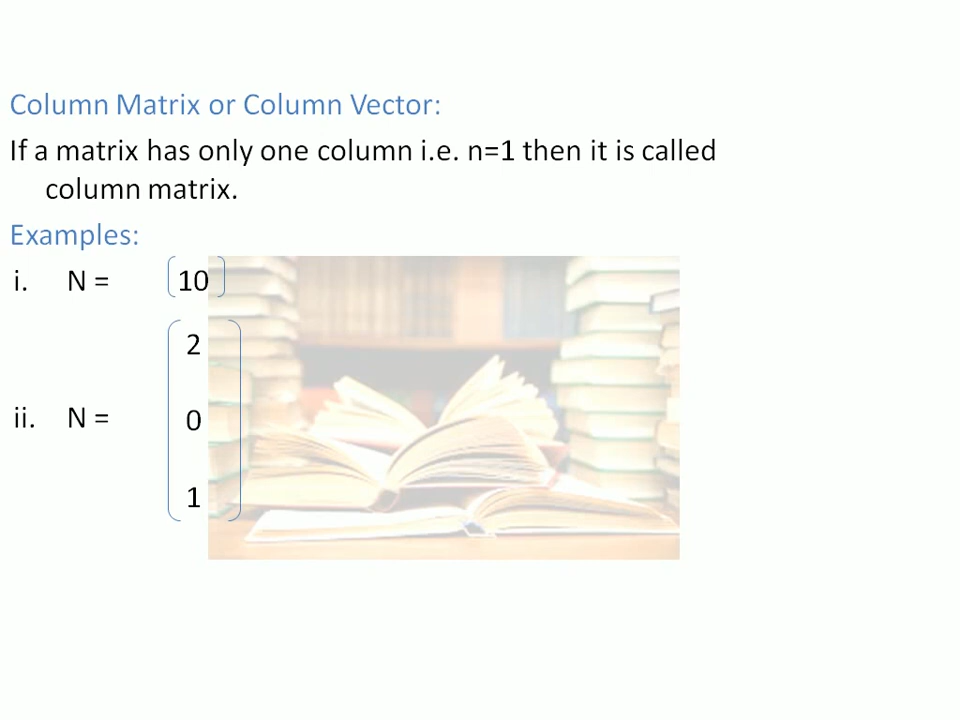 Column Matrix or Column Vector:
If a matrix has only one column i.e. n=1 then it is called
column matrix.
Examples:
i. N = 10
2
ii. N = 0
1